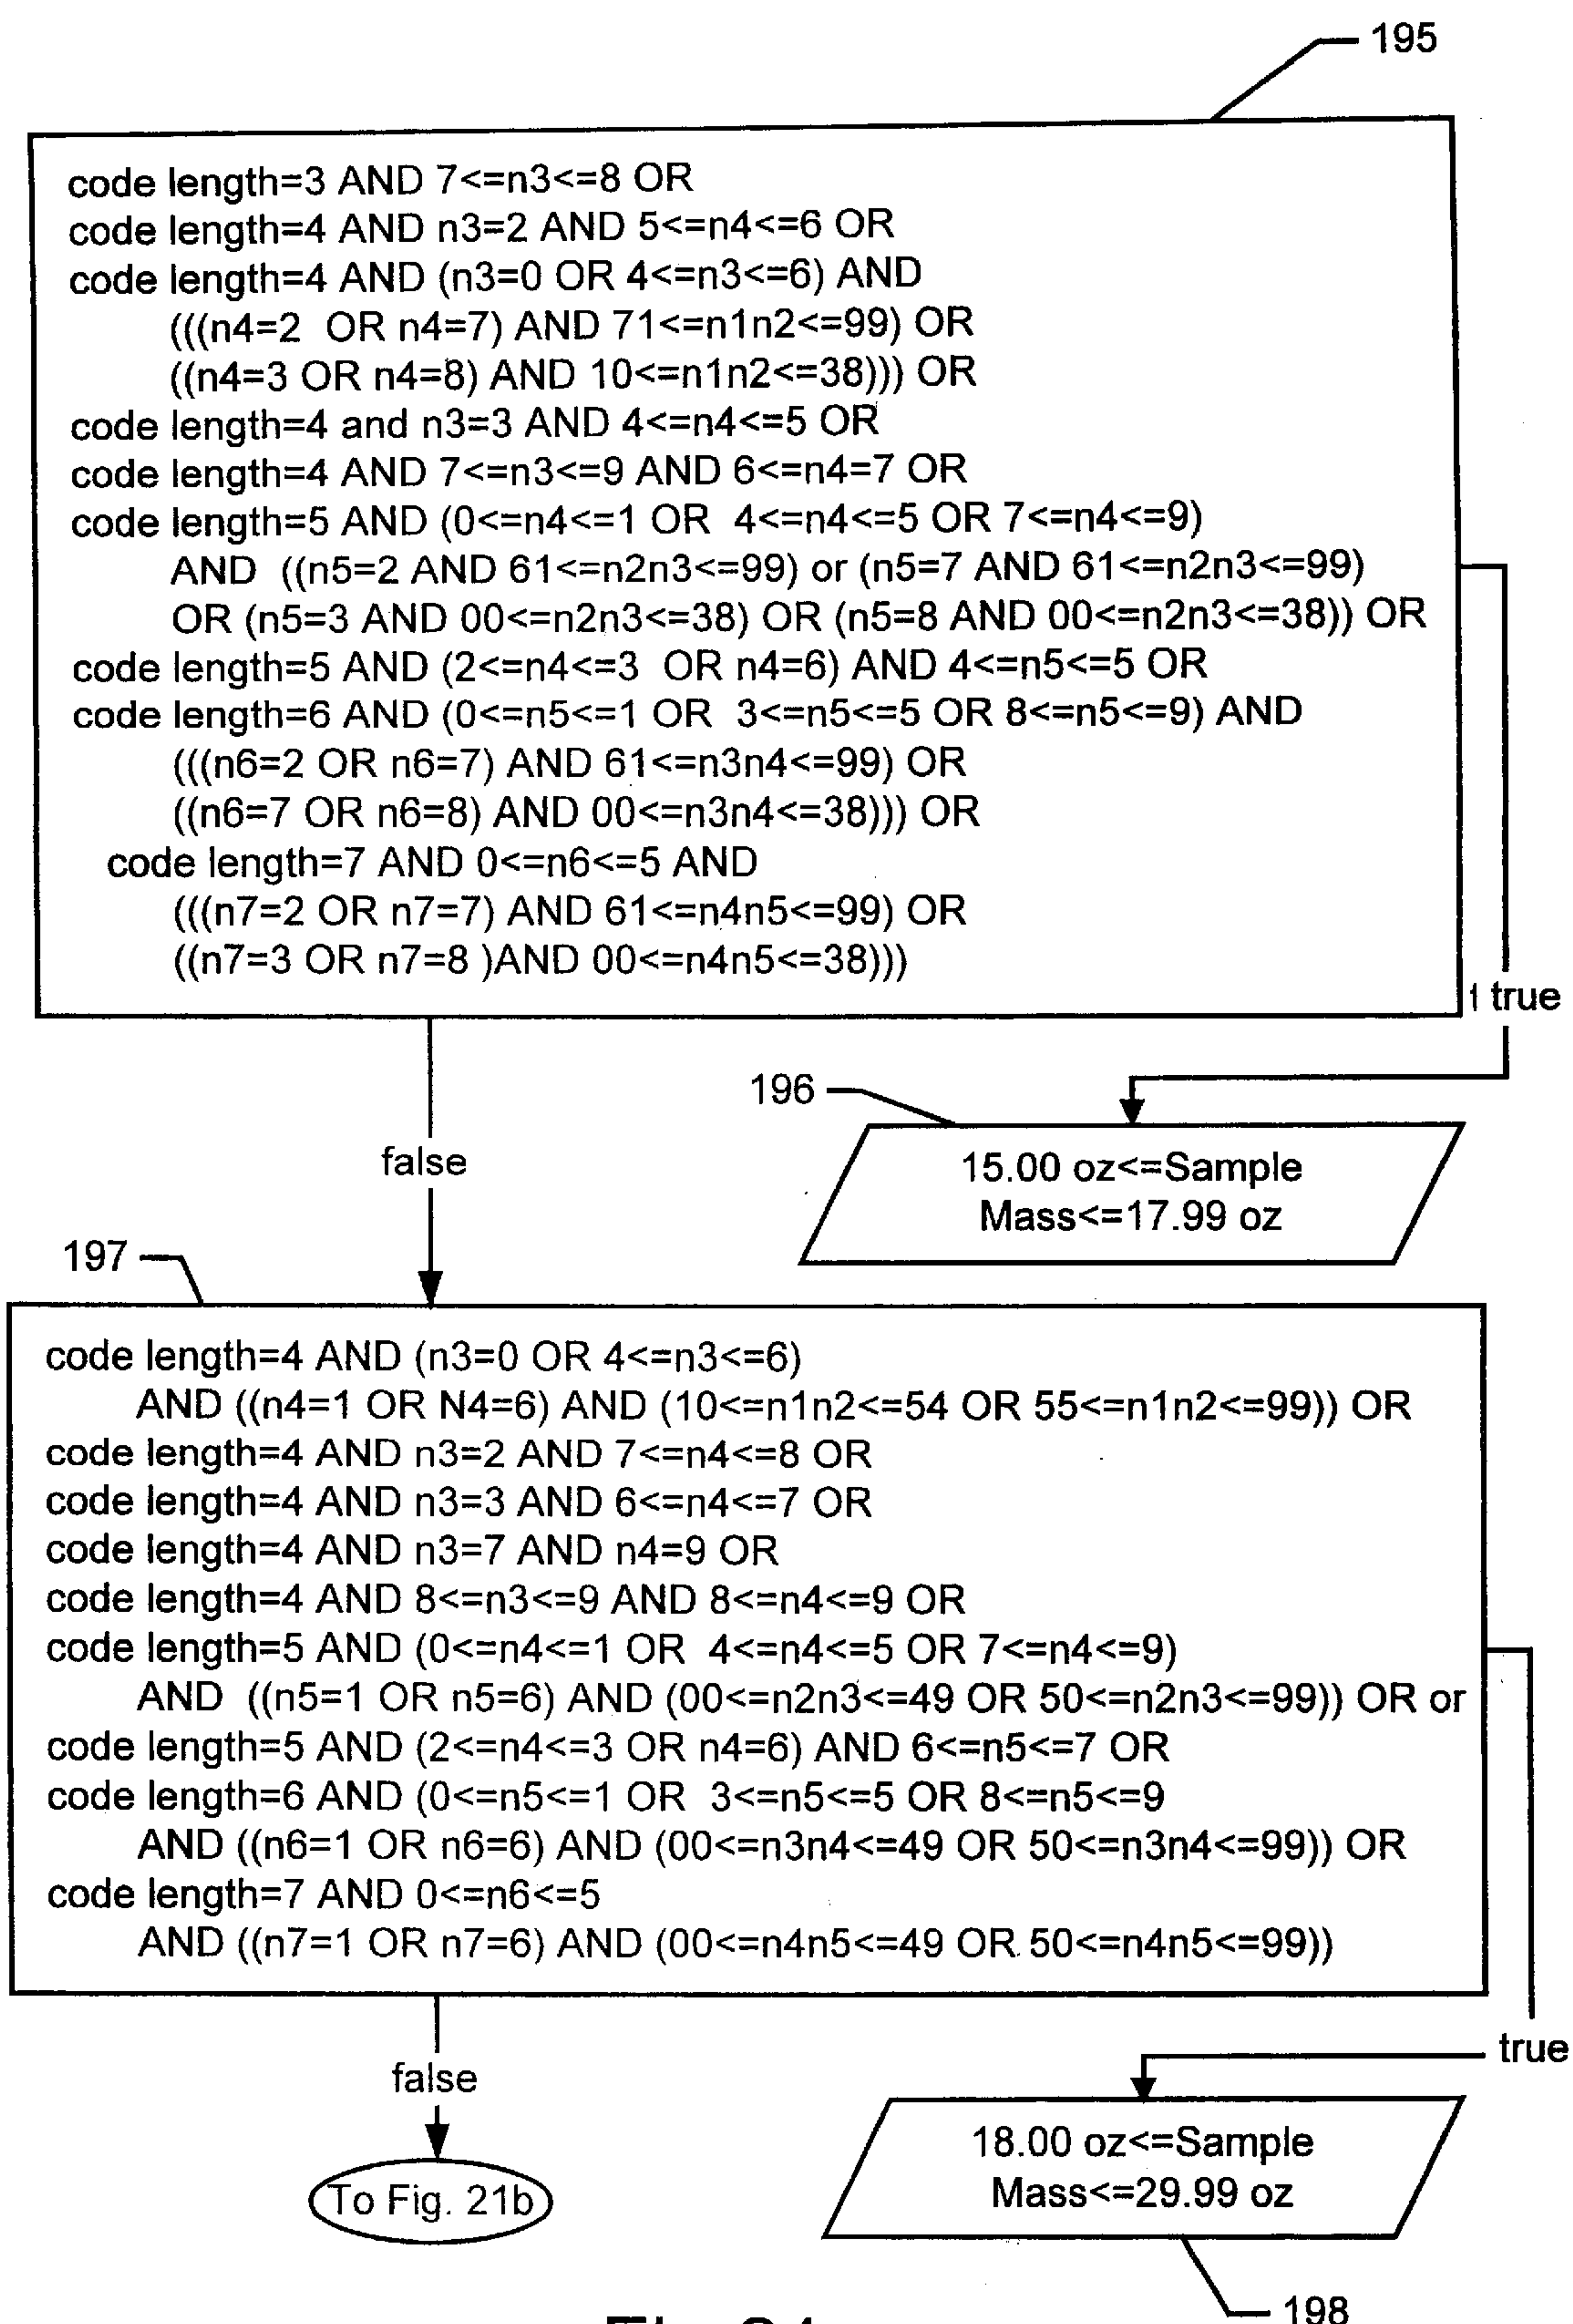 195
code length=3 AND 7<=n3<=8 OR
code length=4 AND n3=2 AND 5<=n4<=6 OR
code length=4 AND (n3=0 OR 4<=n3<=6) AND
(((n4=2 OR n4=7) AND 71<=n1n2<=99) OR
((n4=3 OR n4=8) AND 10<=n1n2<=38))) OR
code length=4 and n3=3 AND 4<=n4<=5 OR
code length=4 AND 7<=n3<=9 AND 6<=n4=7 OR
code length=5 AND (0<=n4<=1 OR 4<=n4<=5 OR 7<=n4<=9)
AND ((n5=2 AND 61<=n2n3<=99) or (n5=7 AND 61<=n2n3<=99)
OR (n5=3 AND 00<=n2n3<=38) OR (n5=8 AND 00<=n2n3<=38)) OR
code length=5 AND (2<=n4<=3 OR n4=6) AND 4<=n5<=5 OR
code length=6 AND (0<=n5<=1 OR 3<=n5<=5 OR 8<=n5<=9) AND
(((n6=2 OR n6=7) AND 61<=n3n4<=99) OR
((n6=7 OR n6=8) AND 00<=n3n4<=38))) OR
code length=7 AND 0<=n6<=5 AND
(((n7=2 OR n7=7) AND 61<=n4n5<=99) OR
((n7=3 OR n7=8 )AND 00<=n4n5<=38)))
true
196
false
15.00 oz<=Sample
Mass<=17.99 oz
197
code length=4 AND (n3=0 OR 4<=n3<=6)
AND ((n4=1 OR N4=6) AND (10<=n1n2<=54 OR 55<=n1n2<=99)) OR
code length=4 AND n3=2 AND 7<=n4<=8 OR
code length=4 AND n3=3 AND 6<=n4<=7 OR
code length=4 AND n3=7 AND n4=9 OR
code length=4 AND 8<=n3<=9 AND 8<=n4<=9 OR
code length=5 AND (0<=n4<=1 OR 4<=n4<=5 OR 7<=n4<=9)
AND ((n5=1 OR n5=6) AND (00<=n2n3<=49 OR 50<=n2n3<=99)) OR or
code length=5 AND (2<=n4<=3 OR n4=6) AND 6<=n5<=7 OR
code length=6 AND (0<=n5<=1 OR 3<=n5<=5 OR 8<=n5<=9
AND ((n6=1 OR n6=6) AND (00<=n3n4<=49 OR 50<=n3n4<=99)) OR
code length=7 AND 0<=n6<=5
AND ((n7=1 OR n7=6) AND (00<=n4n5<=49 OR 50<=n4n5<=99))
true
false
18.00 oz<=Sample
Mass<=29.99 oz
To Fig. 21b
198